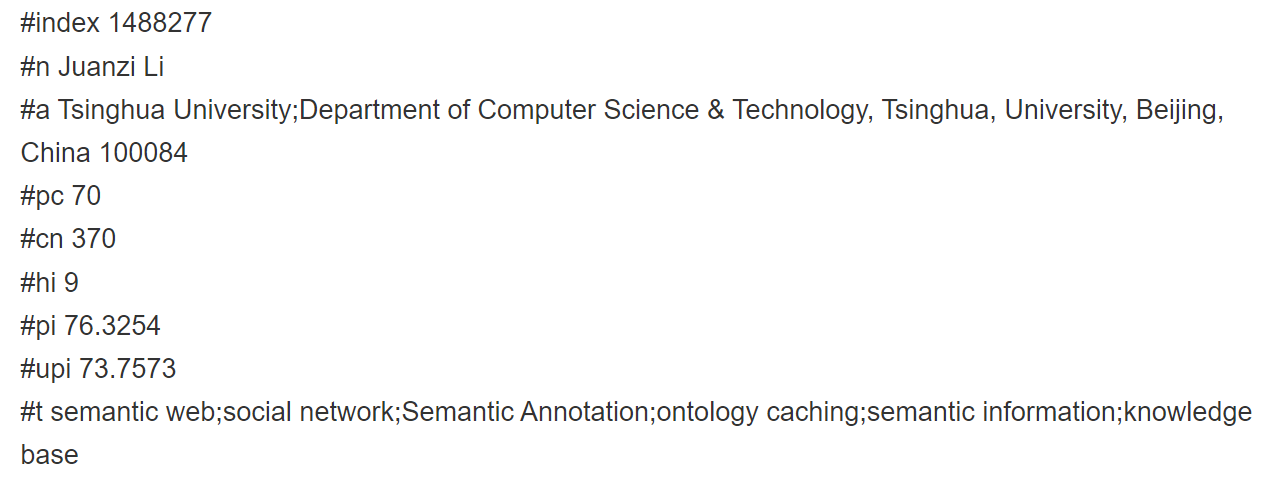 #index 1488277
#n Juanzi Li
#a Tsinghua University;Department of Computer Science & Technology, Tsinghua, University, Beijing,
China 100084
#pc 70
#cn 370
#hi 9
#pi 76.3254
#upi 73.7573
#t semantic web;social network;Semantic Annotation;ontology caching;semantic information;knowledge
base